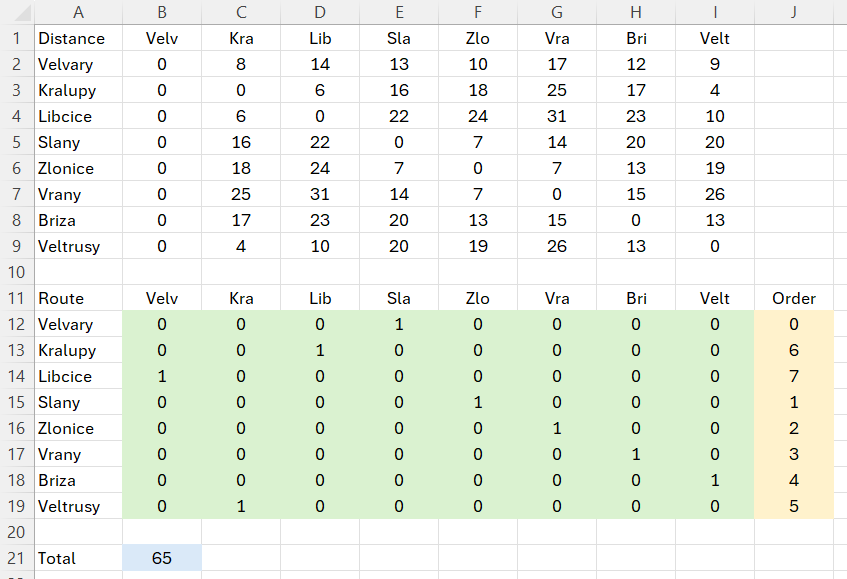 A B C D E F G H I J
1 Distance Velv Kra Lib Sla Zlo Vra Bri Velt
2 Velvary 0 8 14 13 10 17 12 9
3 Kralupy 0 0 6 16 18 25 17 4
4 Libcice 0 6 0 22 24 31 23 10
5 Slany 0 16 22 0 7 14 20 20
6 Zlonice 0 18 24 7 0 7 13 19
7 Vrany 0 25 31 14 7 0 15 26
8 Briza 0 17 23 20 13 15 0 13
9 Veltrusy 0 4 10 20 19 26 13 0
10
11 Route Velv Kra Lib Sla Zlo Vra Bri Velt Order
12 Velvary 0 0 0 1 0 0 0 0 0
13 Kralupy 0 0 1 0 0 0 0 0 6
14 Libcice 1 0 0 0 0 0 0 0 7
15 Slany 0 0 0 0 1 0 0 0 1
16 Zlonice 0 0 0 0 0 1 0 0 2
17 Vrany 0 0 0 0 0 0 1 0 3
18 Briza 0 0 0 0 0 0 0 1 4
19 Veltrusy 0 1 0 0 0 0 0 0 5
20
21 Total 65